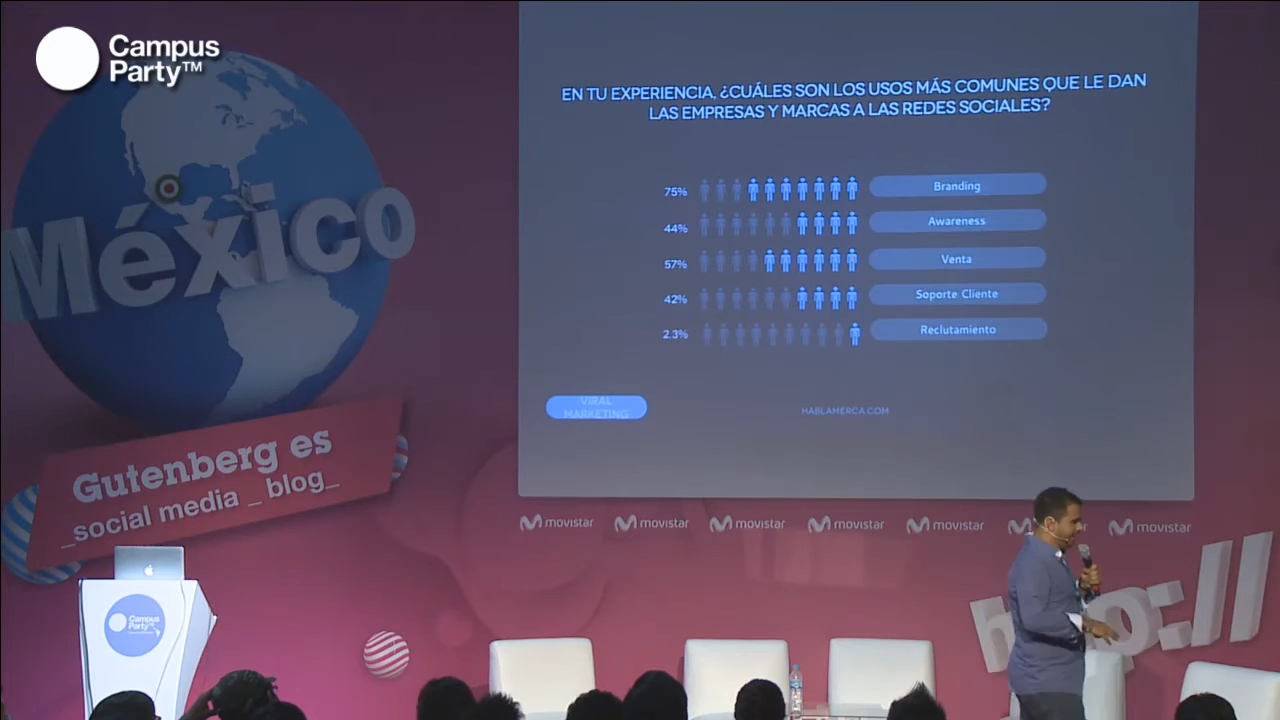 Campus
Party™
México
Gutenberg es
_social media _ blog_
EN TU EXPERIENCIA, ¿CUÁLES SON LOS USOS MÁS COMUNES QUE LE DAN
LAS EMPRESAS Y MARCAS A LAS REDES SOCIALES?
75% Branding
44% Awareness
57% Venta
42% Soporte Cliente
2.3% Reclutamiento
VIRAL
MARKETING
HABLAMERCA.COM
movistar movistar movistar movistar movistar movistar
Campus
Party